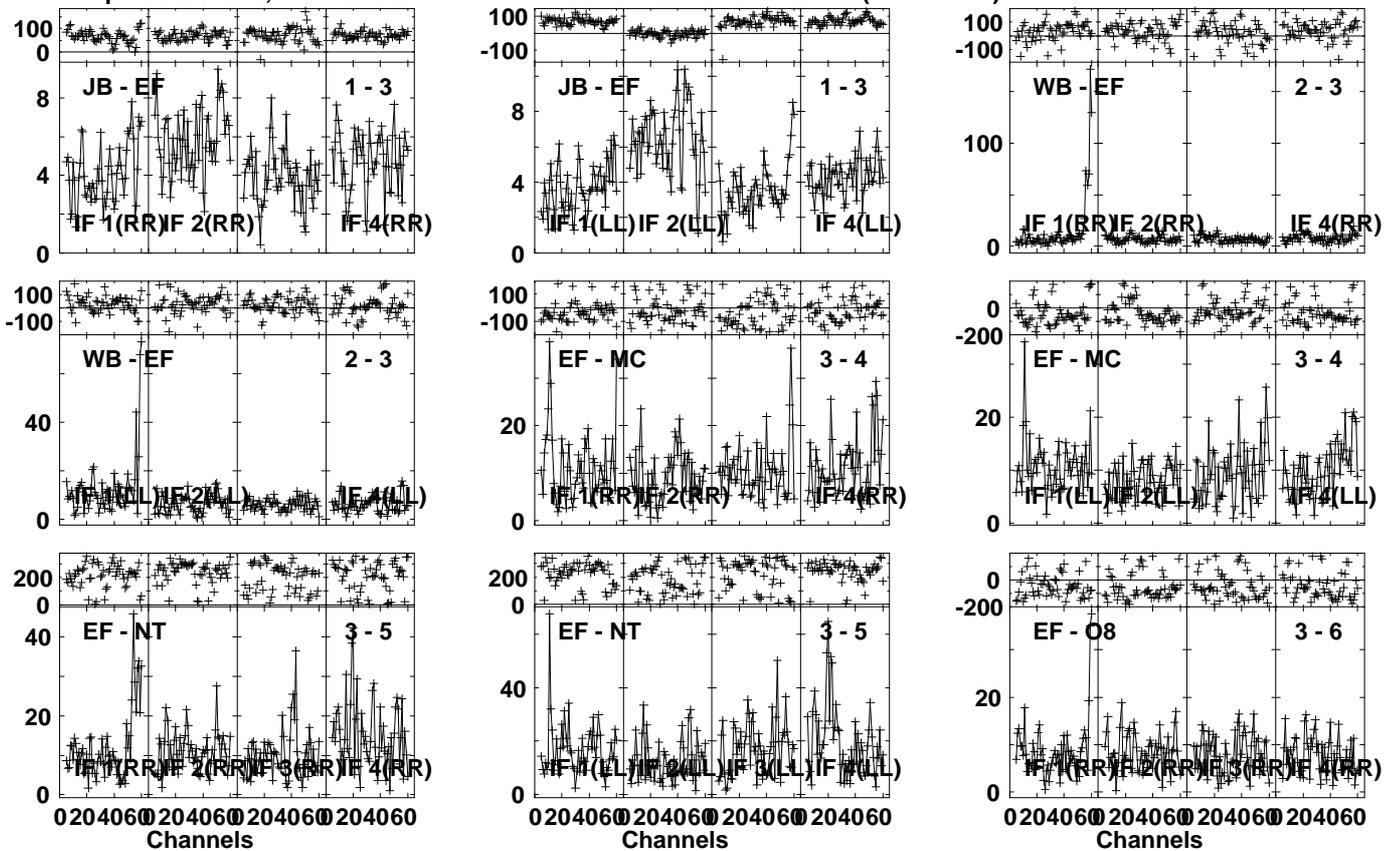 100 100 100
0 -100 -100
JB - EF 1 - 3 JB - EF 1 - 3 WB - EF 2 - 3
8 8 100
4 4
IF 1(RR) IF 2(RR) IF 4(RR) IF 1(LL) IF 2(LL) IF 4(LL) IF 1(RR) IF 2(RR) IF 4(RR)
0 0 0
100 100 0
-100 -100 -200
WB - EF 2 - 3 EF - MC 3 - 4 EF - MC 3 - 4
40 20 20
IF 1(LL) IF 2(LL) IF 4(LL) IF 1(RR) IF 2(RR) IF 4(RR) IF 1(LL) IF 2(LL) IF 4(LL)
0 0 0
200 200 0
0 0 -200
EF - NT 3 - 5 EF - NT 3 - 5 EF - O8 3 - 6
40 40 20
20
IF 1(RR) IF 2(RR) IF 3(RR) IF 4(RR) IF 1(LL) IF 2(LL) IF 3(LL) IF 4(LL) IF 1(RR) IF 2(RR) IF 3(RR) IF 4(RR)
0 0 0
0 20 40 60 0 20 40 60 0 20 40 60 0 20 40 60 0 20 40 60 0 20 40 60 0 20 40 60 0 20 40 60 0 20 40 60 0 20 40 60 0 20 40 60 0 20 40 60
Channels Channels Channels